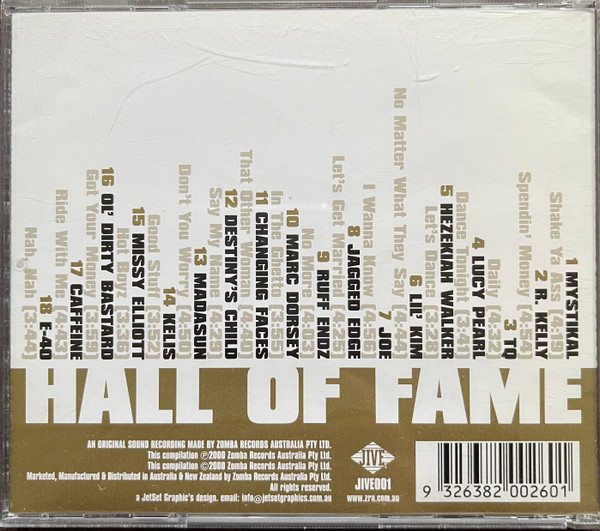 1 MYSTIKAL
Shake Ya Ass (4:19)
2 R. KELLY
Spendin' Money (4:54)
3 TQ
Daily (4:32)
4 LUCY PEARL
Dance Tonight (3:41)
5 HEZEKIAH WALKER
Let's Dance (3:28)
6 LIL' KIM
No Matter What They Say (4:44)
7 JOE
I Wanna Know (4:56)
8 JAGGED EDGE
Let's Get Married (4:25)
9 RUFF ENDZ
No More
10 MARC DORSEY
In The Ghetto (3:55)
11 CHANGING FACES
That Other Woman (4:40)
12 DESTINY'S CHILD
Say My Name (4:29)
13 MADASUN
Don't You Worry
14 KELIS
Good Stuff
15 MISSY ELLIOTT
Hot Boyz (3:36)
16 OL' DIRTY BASTARD
Got Your Money (3:59)
17 CAFFEINE
Ride With Me (4:43)
18 E-40
Nah, Nah (3:44)
HALL OF FAME
AN ORIGINAL SOUND RECORDING MADE BY ZOMBA RECORDS AUSTRALIA PTY LTD.
This compilation ℗2000 Zomba Records Australia Pty Ltd.
This compilation ©2000 Zomba Records Australia Pty Ltd.
Marketed, Manufactured & Distributed in Australia & New Zealand by Zomba Records Australia Pty Ltd.
All rights reserved.
a JetSet Graphic's design. email: info@jetsetgraphics.com.au
JIVE
JIVE001
www.zra.com.au
9 326382 002601